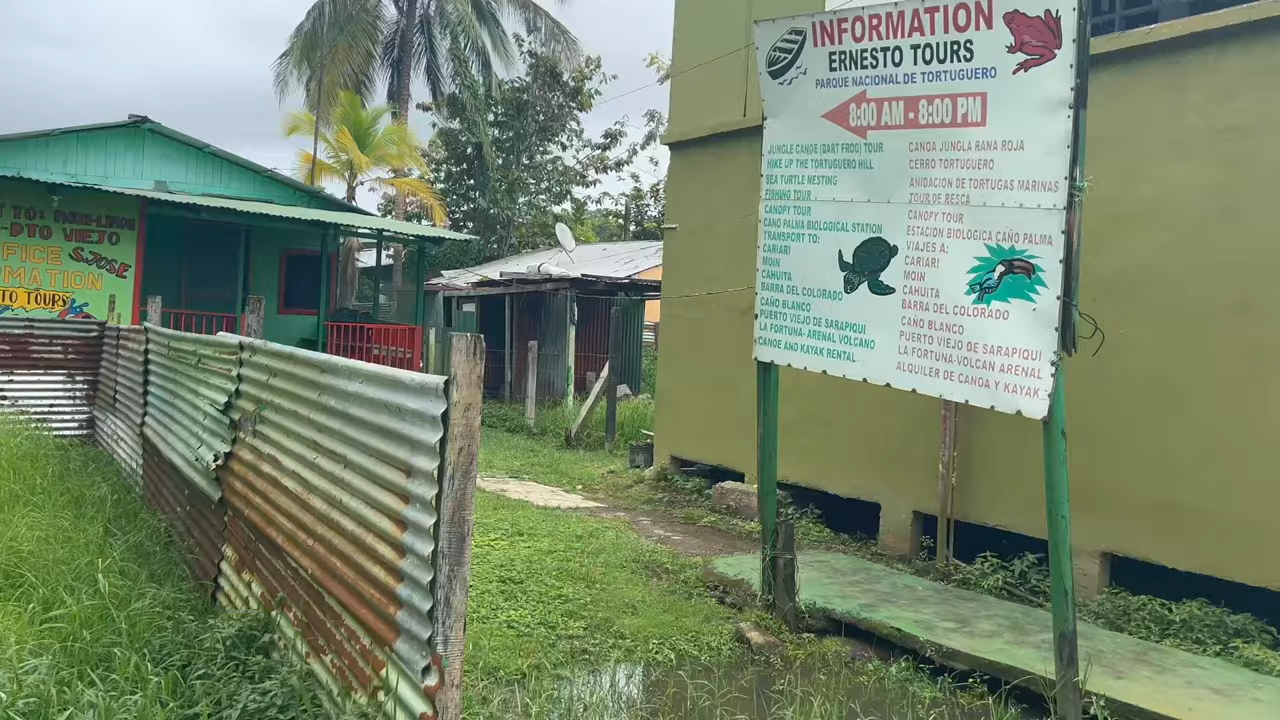 INFORMATION
ERNESTO TOURS
PARQUE NACIONAL DE TORTUGUERO
8:00 AM - 8:00 PM
JUNGLE CANOE (DART FROG) TOUR
HIKE UP THE TORTUGUERO HILL
SEA TURTLE NESTING
FISHING TOUR
CANOPY TOUR
CAÑO PALMA BIOLOGICAL STATION
TRANSPORT TO:
CARIARI
MOIN
CAHUITA
BARRA DEL COLORADO
CAÑO BLANCO
PUERTO VIEJO DE SARAPIQUI
LA FORTUNA- ARENAL VOLCANO
CANOE AND KAYAK RENTAL
CANOA JUNGLA RANA ROJA
CERRO TORTUGUERO
ANIDACION DE TORTUGAS MARINAS
TOUR DE PESCA
CANOPY TOUR
ESTACION BIOLOGICA CAÑO PALMA
VIAJES A:
CARIARI
MOIN
CAHUITA
BARRA DEL COLORADO
CAÑO BLANCO
PUERTO VIEJO DE SARAPIQUI
LA FORTUNA-VOLCAN ARENAL
ALQUILER DE CANOA Y KAYAK
T TO:
-PTO VIEJO
S.JOSE
FICE
MATION
TOURS